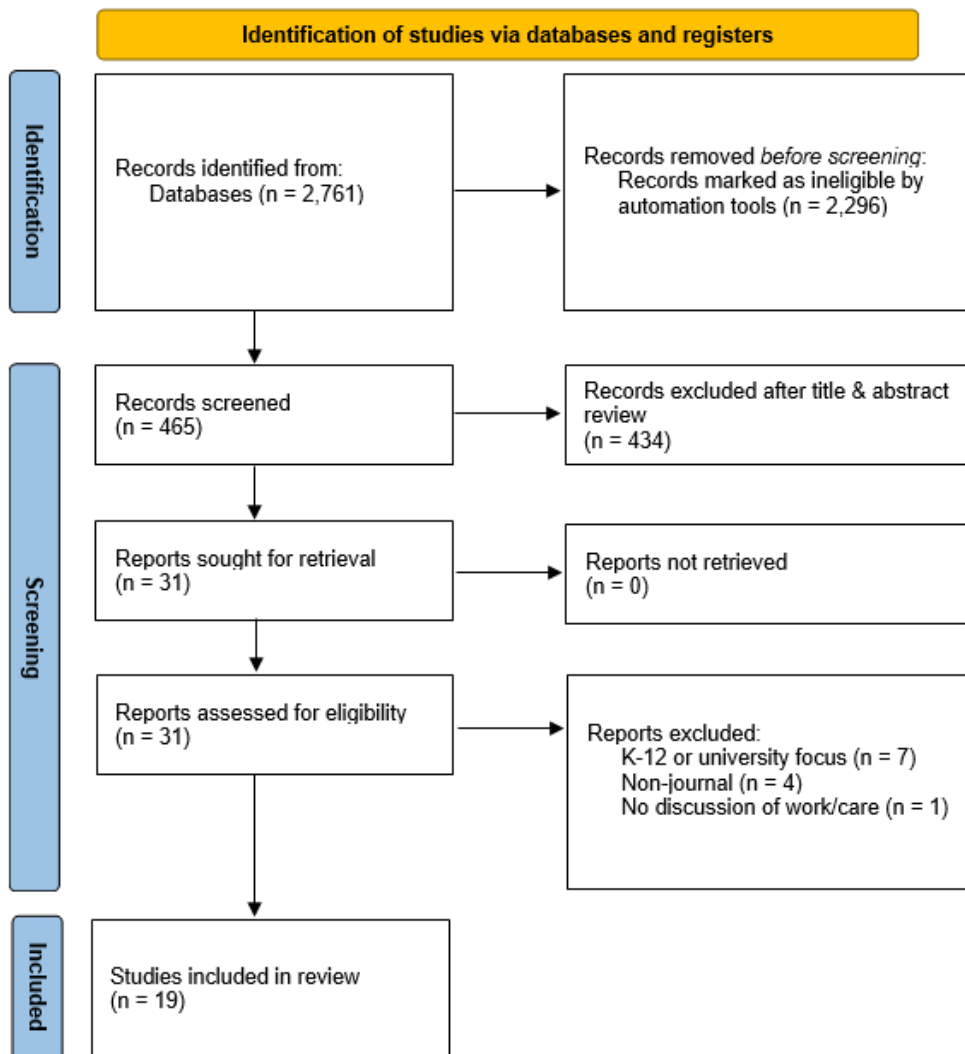 Identification of studies via databases and registers
Identification
Records identified from:
Databases (n = 2,761)
Records removed before screening:
Records marked as ineligible by
automation tools (n = 2,296)
Screening
Records screened
(n = 465)
Records excluded after title & abstract
review
(n = 434)
Reports sought for retrieval
(n = 31)
Reports not retrieved
(n = 0)
Reports assessed for eligibility
(n = 31)
Reports excluded:
K-12 or university focus (n = 7)
Non-journal (n = 4)
No discussion of work/care (n = 1)
Included
Studies included in review
(n = 19)